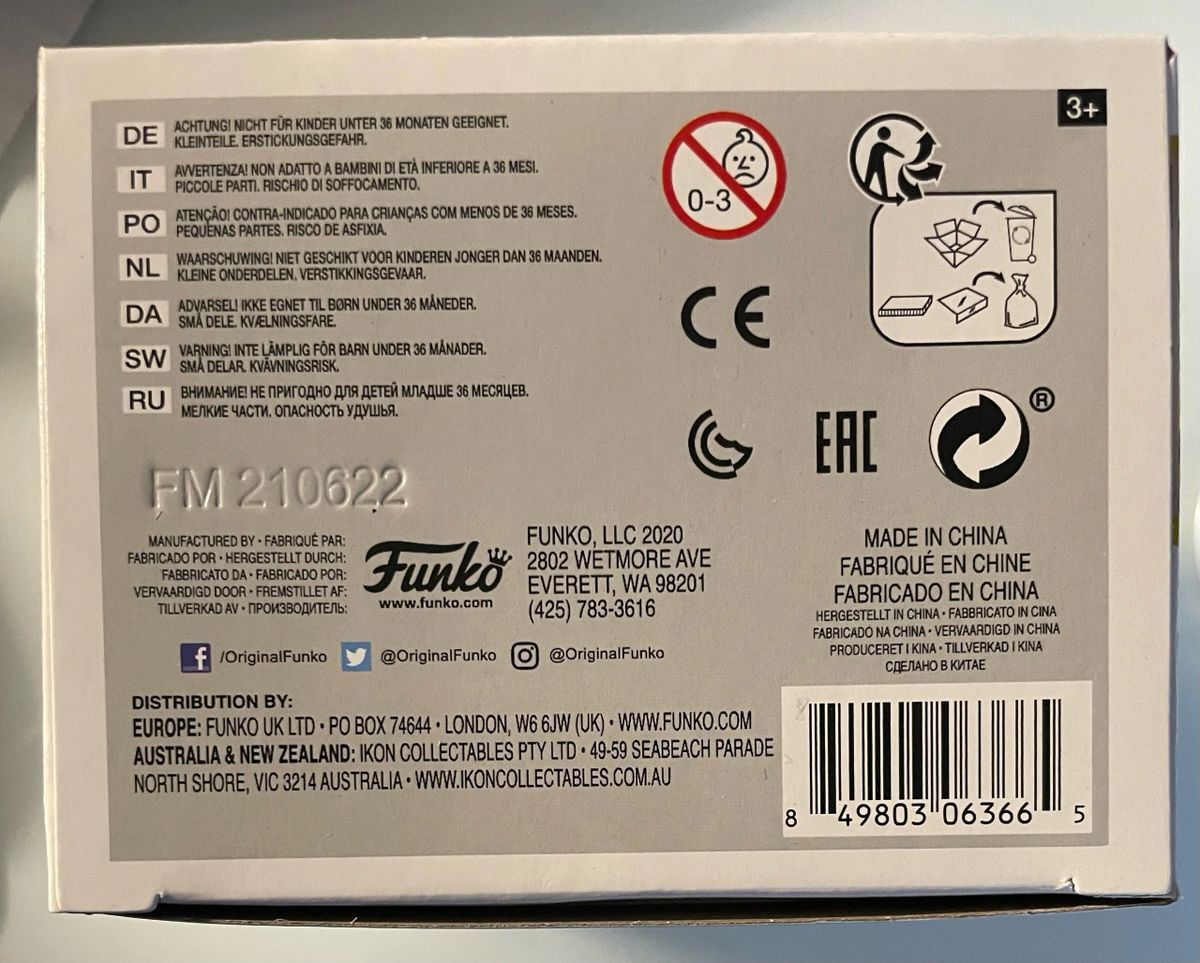 3+
DE
ACHTUNG! NICHT FÜR KINDER UNTER 36 MONATEN GEEIGNET.
KLEINTEILE. ERSTICKUNGSGEFAHR.
IT
AVVERTENZA! NON ADATTO A BAMBINI DI ETÀ INFERIORE A 36 MESI.
PICCOLE PARTI. RISCHIO DI SOFFOCAMENTO.
PO
ATENÇÃO! CONTRA-INDICADO PARA CRIANÇAS COM MENOS DE 36 MESES.
PEQUENAS PARTES. RISCO DE ASFIXIA.
NL
WAARSCHUWING! NIET GESCHIKT VOOR KINDEREN JONGER DAN 36 MAANDEN.
KLEINE ONDERDELEN, VERSTIKKINGSGEVAAR.
DA
ADVARSEL! IKKE EGNET TIL BØRN UNDER 36 MÅNEDER.
SMÅ DELE. KVÆLNINGSFARE.
SW
VARNING! INTE LÄMPLIG FÖR BARN UNDER 36 MÅNADER.
SMÅ DELAR. KVÄVNINGSRISK.
RU
ВНИМАНИЕ! НЕ ПРИГОДНО ДЛЯ ДЕТЕЙ МЛАДШЕ 36 МЕСЯЦЕВ.
МЕЛКИЕ ЧАСТИ. ОПАСНОСТЬ УДУШЬЯ.
0-3
CE
EAC
®
FM 210622
MANUFACTURED BY • FABRIQUÉ PAR:
FABRICADO POR • HERGESTELLT DURCH:
FABBRICATO DA • FABRICADO POR:
VERVAARDIGD DOOR • FREMSTILLET AF:
TILLVERKAD AV • ПРОИЗВОДИТЕЛЬ:
Funko
www.funko.com
FUNKO, LLC 2020
2802 WETMORE AVE
EVERETT, WA 98201
(425) 783-3616
MADE IN CHINA
FABRIQUÉ EN CHINE
FABRICADO EN CHINA
HERGESTELLT IN CHINA • FABBRICATO IN CINA
FABRICADO NA CHINA • VERVAARDIGD IN CHINA
PRODUCERET I KINA • TILLVERKAD I KINA
СДЕЛАНО В КИТАЕ
f /OriginalFunko @OriginalFunko @OriginalFunko
DISTRIBUTION BY:
EUROPE: FUNKO UK LTD • PO BOX 74644 • LONDON, W6 6JW (UK) • WWW.FUNKO.COM
AUSTRALIA & NEW ZEALAND: IKON COLLECTABLES PTY LTD • 49-59 SEABEACH PARADE
NORTH SHORE, VIC 3214 AUSTRALIA • WWW.IKONCOLLECTABLES.COM.AU
8 49803 06366 5